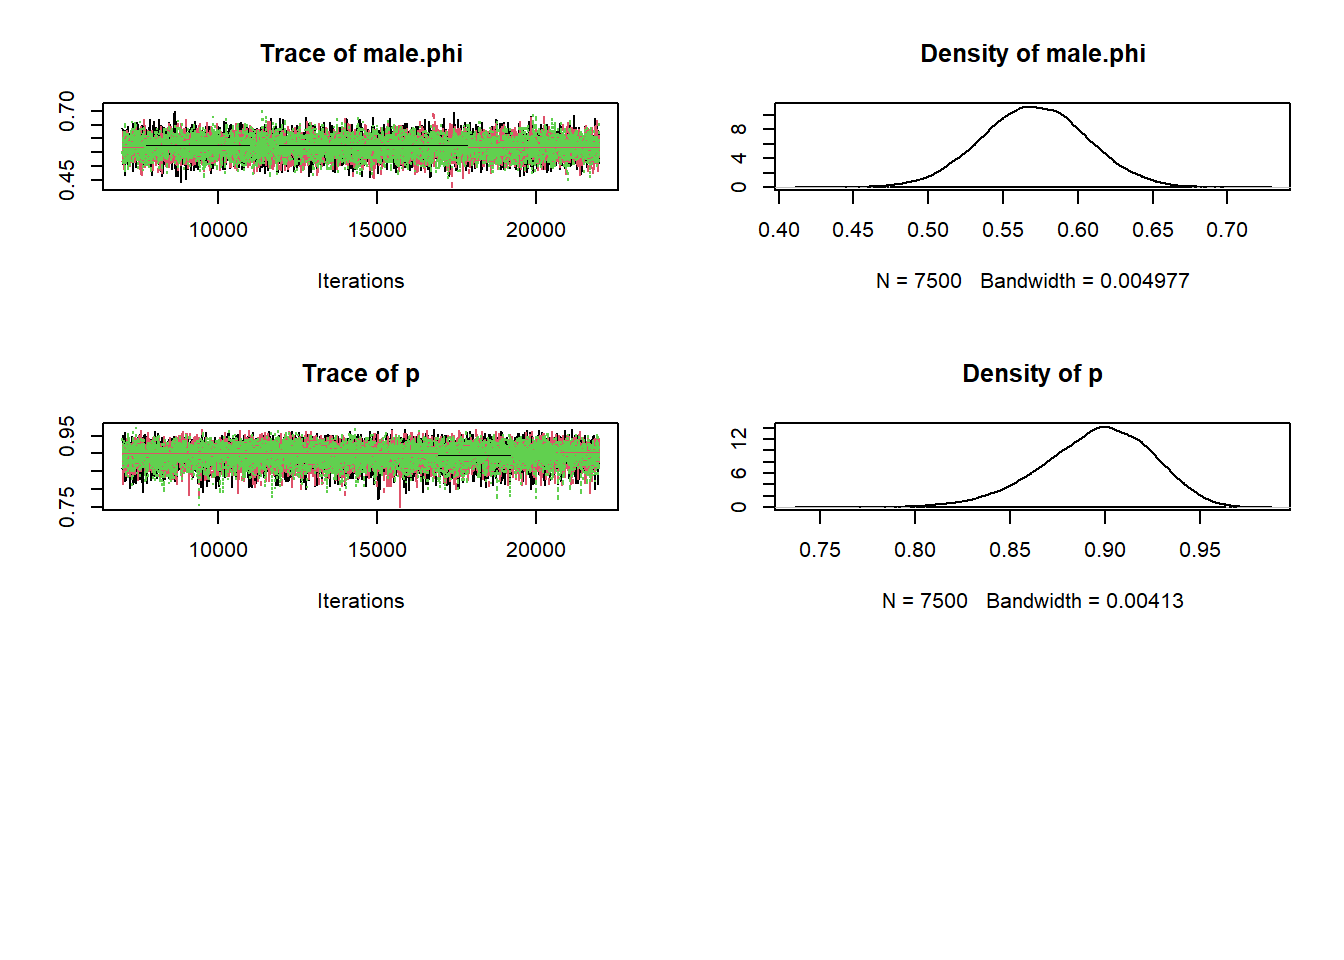 Trace of male.phi
0.45 0.70
10000 15000 20000
Iterations
Density of male.phi
0 4 8
0.40 0.45 0.50 0.55 0.60 0.65 0.70
N = 7500 Bandwidth = 0.004977
Trace of p
0.75 0.95
10000 15000 20000
Iterations
Density of p
0 6 12
0.75 0.80 0.85 0.90 0.95
N = 7500 Bandwidth = 0.00413